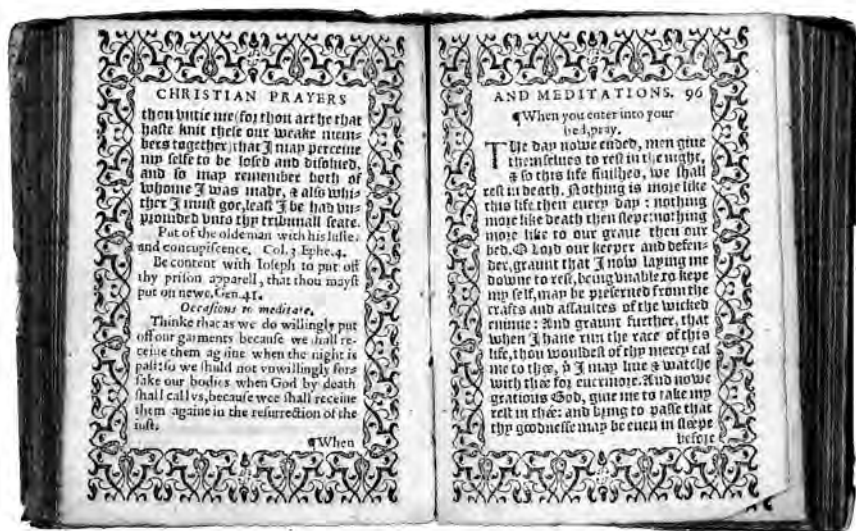 CHRISTIAN PRAYERS
thou vntie me (for thou art he that
haste knit these our weake mem-
bers together) that I may perceiue
my selfe to be losed and dissolued,
and so may remember both of
whome I was made, & also whi-
ther I must goe, least I be had vn-
prouided vnto thy tribunall seate.
Put of the oldeman with his luste.
and concupiscence. Col.3 Ephe.4.
Be content with Ioseph to put off
thy prison apparell, that thou mayst
put on newe. Gen.41.
Occasions to meditate.
Thinke that as we do willingly put
off our garments because we shall re-
ceiue them againe when the night is
past: so we shuld not vnwillingly for-
sake our bodies when God by death
shall call vs, because wee shall receiue
them againe in the resurrection of the
iust.
¶When
AND MEDITATIONS. 96
¶When you enter into your
bed, pray.
THe day nowe ended, men giue
themselues to rest in the night,
& so this life finished, we shall
rest in death. Nothing is more like
this life then euery day: nothing
more like death then slepe: nothing
more like to our graue then our
bed. O Lord our keeper and defen-
der, graunt that I now laying me
downe to rest, being vnable to kepe
my self, may be preserued from the
crafts and assaultes of the wicked
enimie: And graunt further, that
when I haue run the race of this
life, thou wouldest of thy mercy cal
me to thee, þͭ I may liue & watche
with thee for euermore. And nowe
gratious God, giue me to take my
rest in thee: and bring to passe that
thy goodnesse may be euen in sleepe
before